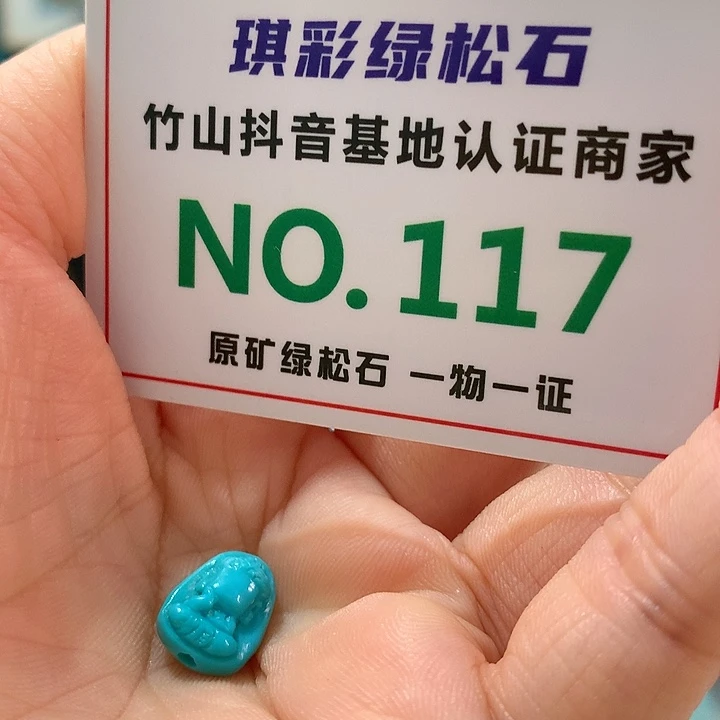 琪彩绿松石
竹山抖音基地认证商家
NO.117
原矿绿松石 一物一证